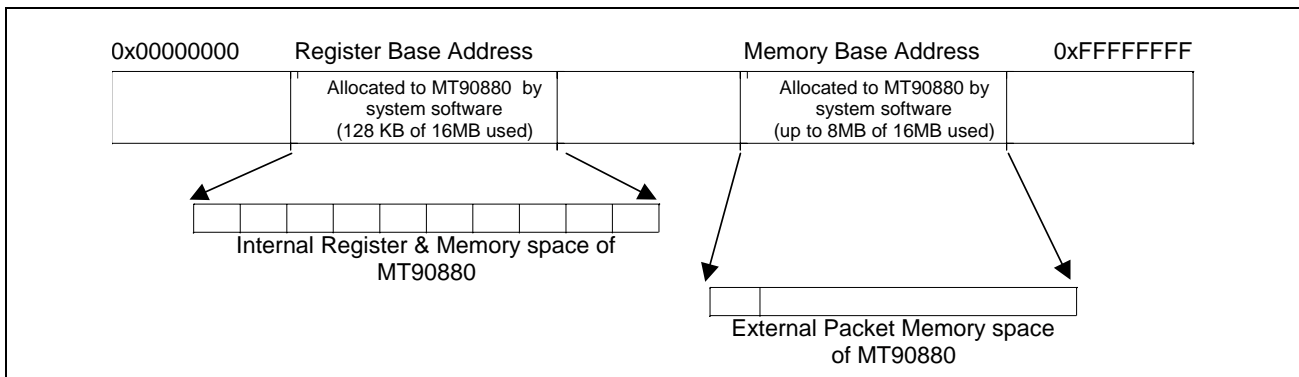 0x00000000 Register Base Address Memory Base Address 0xFFFFFFFF
Allocated to MT90880 by
system software
(128 KB of 16MB used)
Allocated to MT90880 by
system software
(up to 8MB of 16MB used)
Internal Register & Memory space of
MT90880
External Packet Memory space
of MT90880